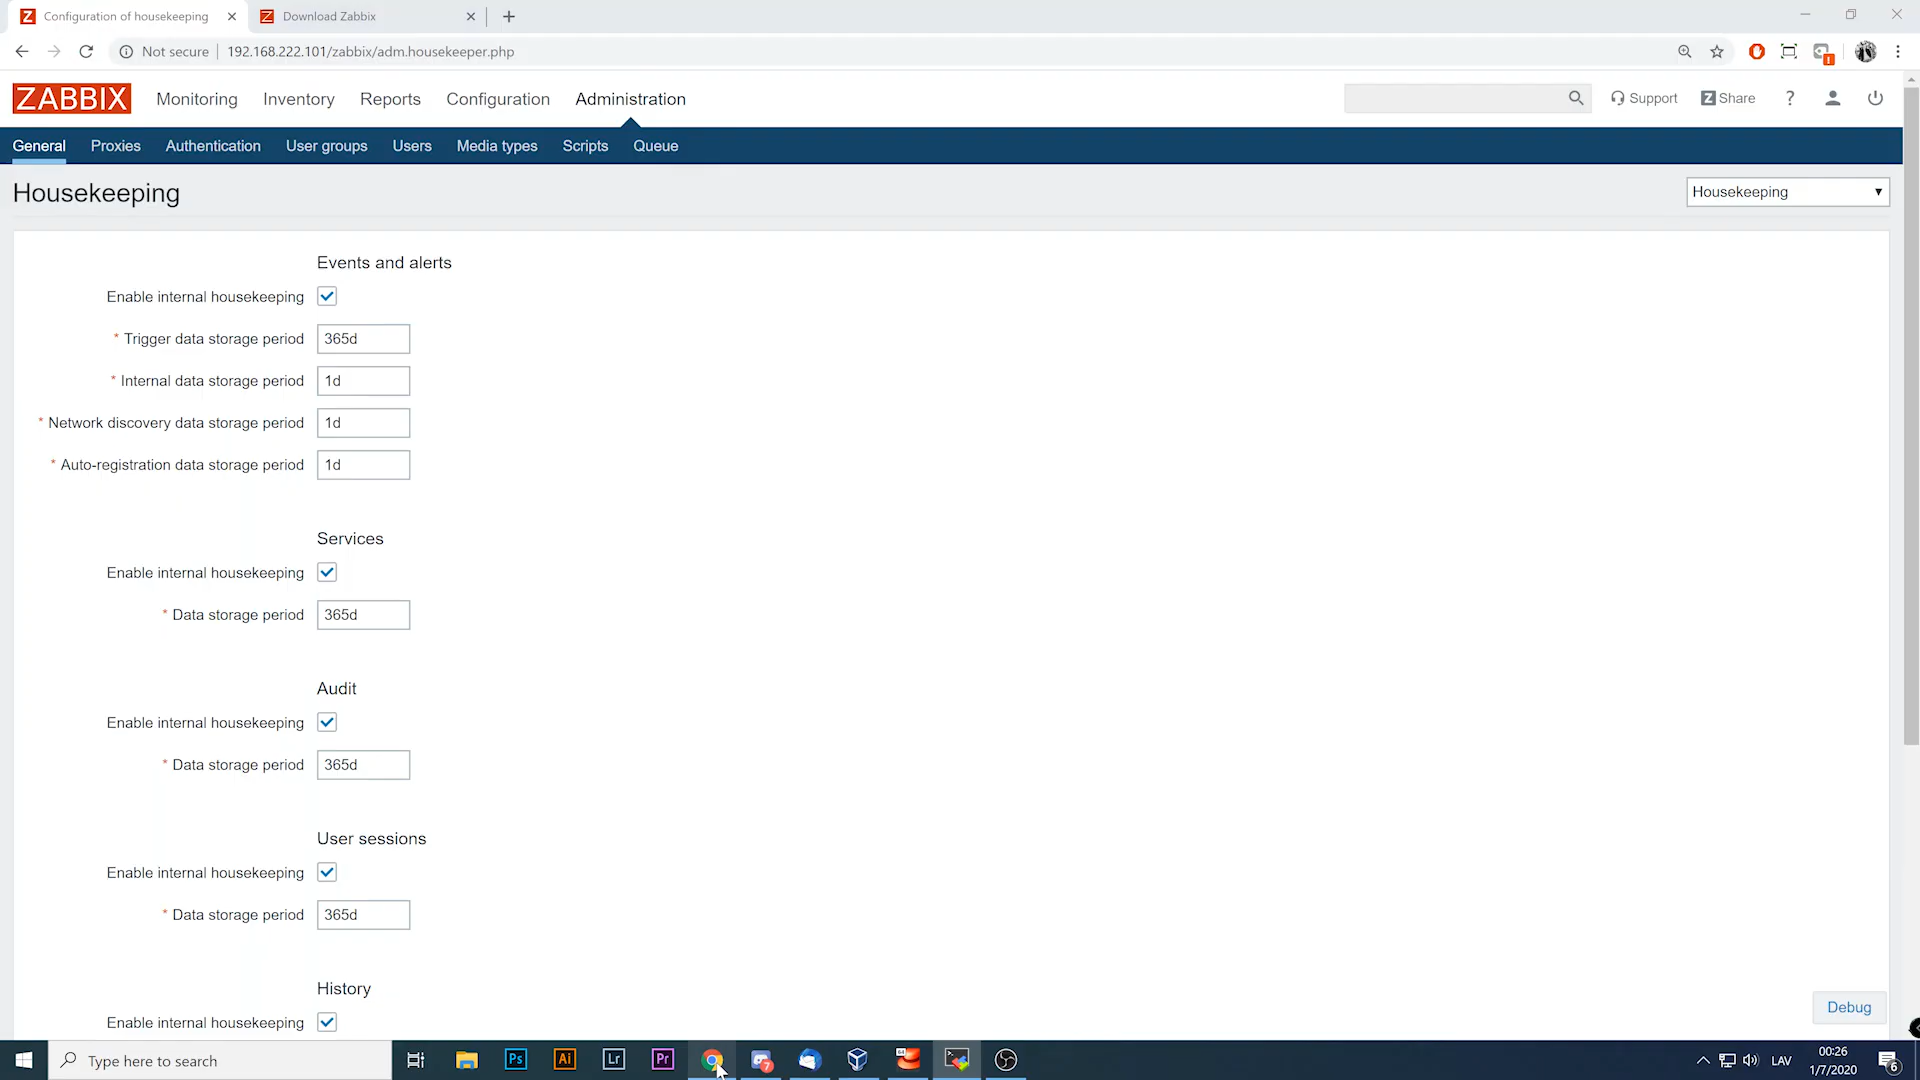 Configuration of housekeeping
Download Zabbix
Not secure
192.168.222.101/zabbix/adm.housekeeper.php
ZABBIX
Monitoring
Inventory
Reports
Configuration
Administration
Support
Z Share
?
General
Proxies
Authentication
User groups
Users
Media types
Scripts
Queue
Housekeeping
Housekeeping
Events and alerts
Enable internal housekeeping
* Trigger data storage period 365d
* Internal data storage period 1d
* Network discovery data storage period 1d
* Auto-registration data storage period 1d
Services
Enable internal housekeeping
* Data storage period 365d
Audit
Enable internal housekeeping
* Data storage period 365d
User sessions
Enable internal housekeeping
* Data storage period 365d
History
Enable internal housekeeping
Debug
Type here to search
Ps
Ai
Lr
Pr
7
64
LAV
00:26
1/7/2020
6